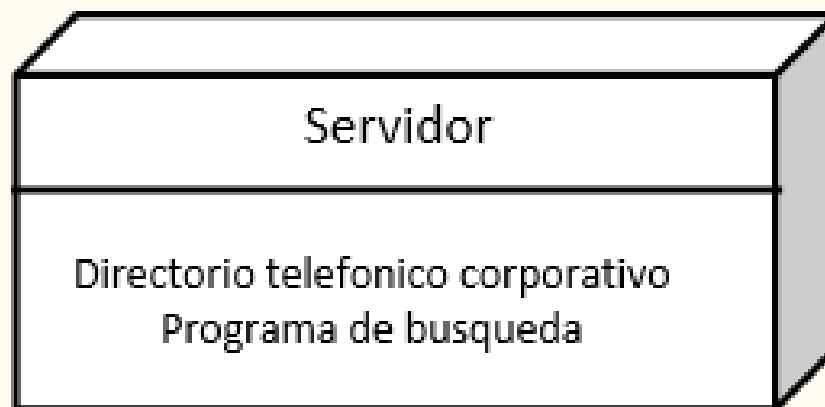 Servidor
Directorio telefonico corporativo
Programa de busqueda